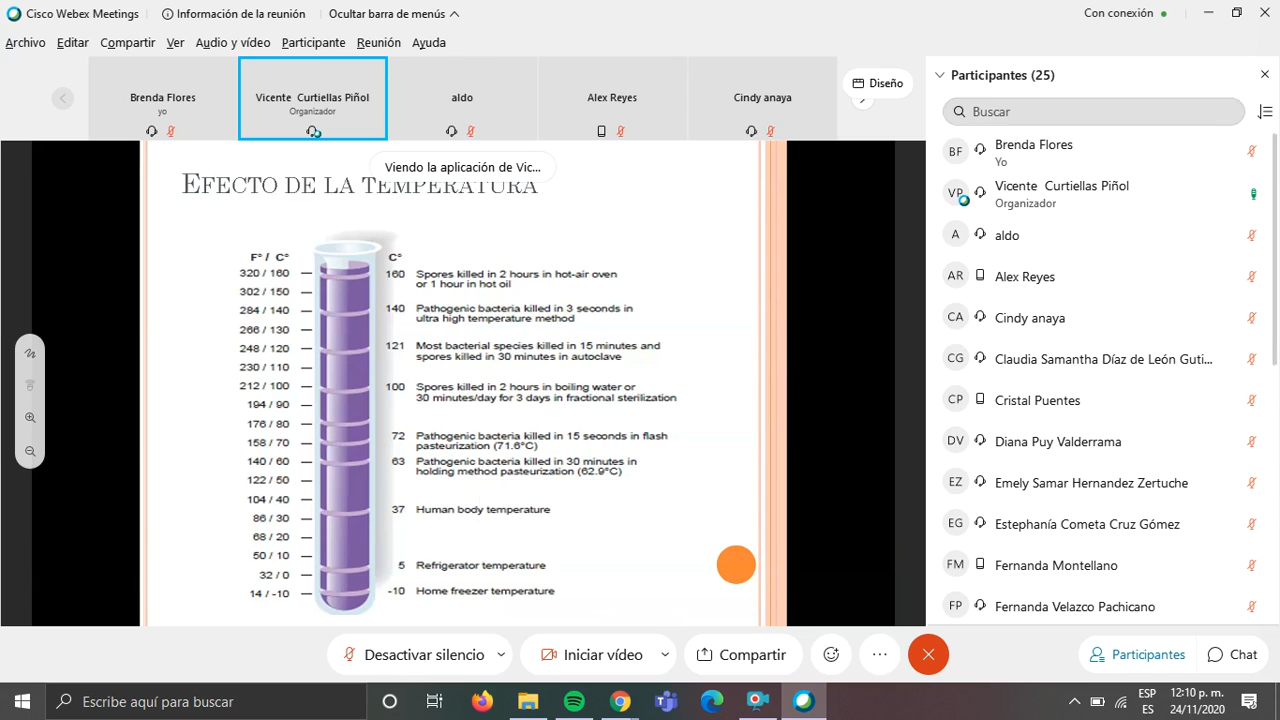 Cisco Webex Meetings
Información de la reunión
Ocultar barra de menús
Con conexión
Archivo Editar Compartir Ver Audio y vídeo Participante Reunión Ayuda
Brenda Flores
yo
Vicente Curtiellas Piñol
Organizador
aldo
Alex Reyes
Cindy anaya
Diseño
Viendo la aplicación de Vic...
EFECTO DE LA TEMPERATURA
F° / C°
320 / 160
302 / 150
284 / 140
266 / 130
248 / 120
230 / 110
212 / 100
194 / 90
176 / 80
158 / 70
140 / 60
122 / 50
104 / 40
86 / 30
68 / 20
50 / 10
32 / 0
14 / -10
C°
160 Spores killed in 2 hours in hot-air oven
or 1 hour in hot oil
140 Pathogenic bacteria killed in 3 seconds in
ultra high temperature method
121 Most bacterial species killed in 15 minutes and
spores killed in 30 minutes in autoclave
100 Spores killed in 2 hours in boiling water or
30 minutes/day for 3 days in fractional sterilization
72 Pathogenic bacteria killed in 15 seconds in flash
pasteurization (71.6°C)
63 Pathogenic bacteria killed in 30 minutes in
holding method pasteurization (62.9°C)
37 Human body temperature
5 Refrigerator temperature
-10 Home freezer temperature
Participantes (25)
Buscar
BF Brenda Flores
Yo
VP Vicente Curtiellas Piñol
Organizador
A aldo
AR Alex Reyes
CA Cindy anaya
CG Claudia Samantha Díaz de León Guti...
CP Cristal Puentes
DV Diana Puy Valderrama
EZ Emely Samar Hernandez Zertuche
EG Estephanía Cometa Cruz Gómez
FM Fernanda Montellano
FP Fernanda Velazco Pachicano
Desactivar silencio
Iniciar vídeo
Compartir
Participantes
Chat
Escribe aquí para buscar
ESP
ES
12:10 p. m.
24/11/2020